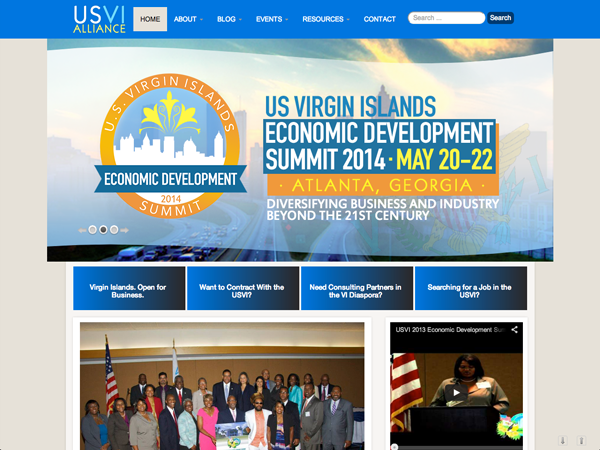 USVI
ALLIANCE
HOME
ABOUT
BLOG
EVENTS
RESOURCES
CONTACT
Search ...
Search
U.S. VIRGIN ISLANDS
ECONOMIC DEVELOPMENT
2014
SUMMIT
US VIRGIN ISLANDS
ECONOMIC DEVELOPMENT
SUMMIT 2014 · MAY 20-22
· ATLANTA, GEORGIA ·
DIVERSIFYING BUSINESS AND INDUSTRY
BEYOND THE 21ST CENTURY
Virgin Islands. Open for
Business.
Want to Contract With the
USVI?
Need Consulting Partners in
the VI Diaspora?
Searching for a Job in the
USVI?
USVI 2013 Economic Development Sum